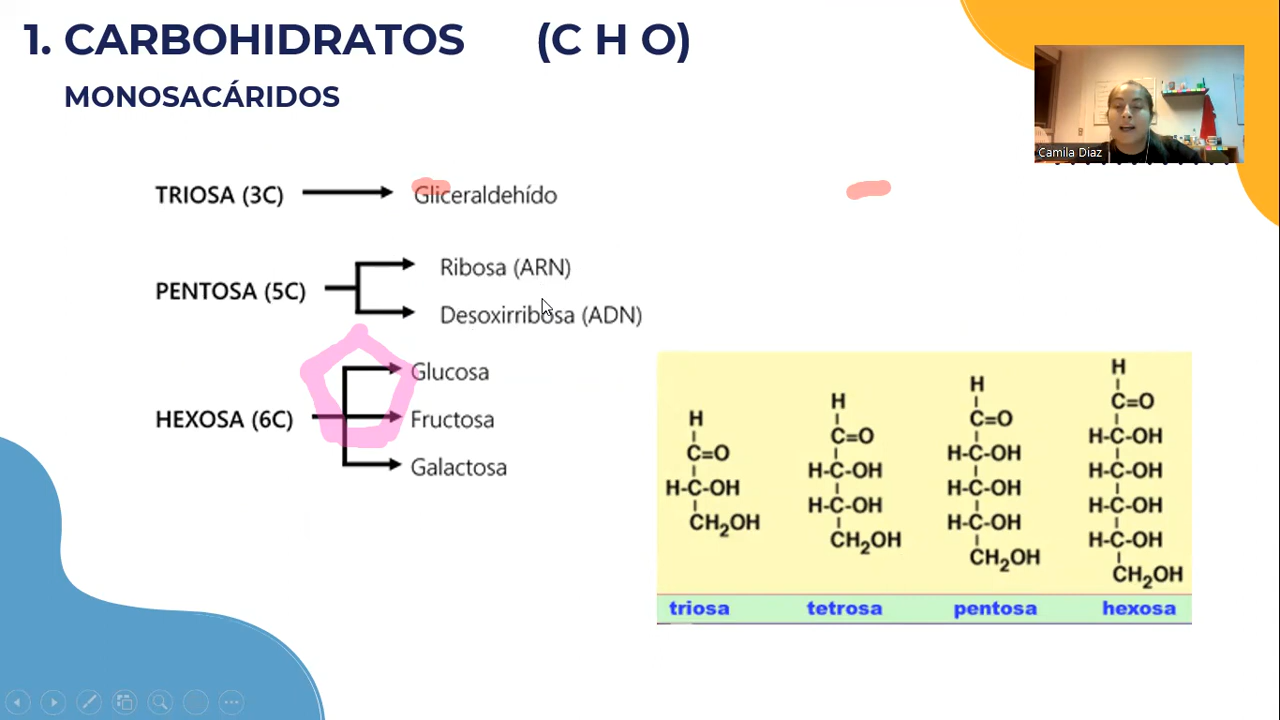 1. CARBOHIDRATOS (C H O)
MONOSACÁRIDOS
Camila Diaz
TRIOSA (3C) Gliceraldehído
PENTOSA (5C)
Ribosa (ARN)
Desoxirribosa (ADN)
HEXOSA (6C)
Glucosa
Fructosa
Galactosa
H
C=O
H-C-OH
CH₂OH
triosa
H
C=O
H-C-OH
H-C-OH
CH₂OH
tetrosa
H
C=O
H-C-OH
H-C-OH
H-C-OH
CH₂OH
pentosa
H
C=O
H-C-OH
H-C-OH
H-C-OH
H-C-OH
CH₂OH
hexosa